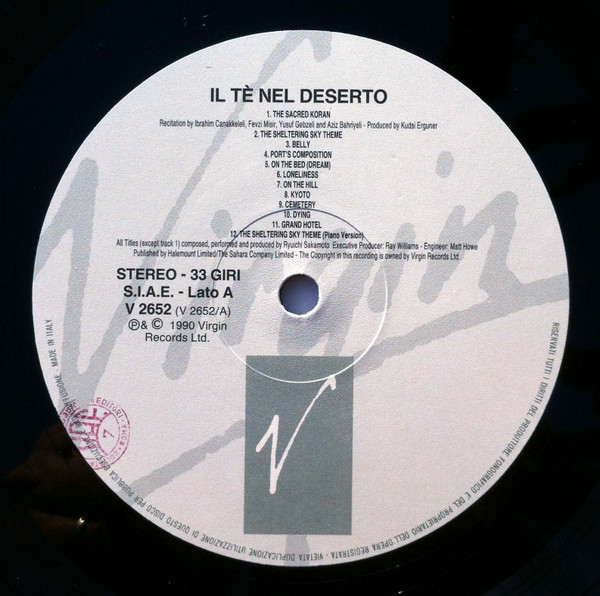 IL TÈ NEL DESERTO
1. THE SACRED KORAN
Recitation by Ibrahim Canakkeleli, Fevzi Misir, Yusuf Gebzeli and Aziz Bahriyeli - Produced by Kudsi Erguner
2. THE SHELTERING SKY THEME
3. BELLY
4. PORT'S COMPOSITION
5. ON THE BED (DREAM)
6. LONELINESS
7. ON THE HILL
8. KYOTO
9. CEMETERY
10. DYING
11. GRAND HOTEL
12. THE SHELTERING SKY THEME (Piano Version)
All Titles (except track 1) composed, performed and produced by Ryuichi Sakamoto Executive Producer: Ray Williams - Engineer: Matt Howe
Published by Halemount Limited/The Sahara Company Limited - The Copyright in this recording is owned by Virgin Records Ltd.
STEREO - 33 GIRI
S.I.A.E. - Lato A
V 2652 (V 2652/A)
℗& © 1990 Virgin
Records Ltd.
Virgin
V
RISERVATI TUTTI I DIRITTI DEL PRODUTTORE FONOGRAFICO E DEL PROPRIETARIO DELL'OPERA REGISTRATA - VIETATA DUPLICAZIONE UTILIZZAZIONE DI QUESTO DISCO PER PUBBLICA ESECUZIONE - MADE IN ITALY
EDITORI
7